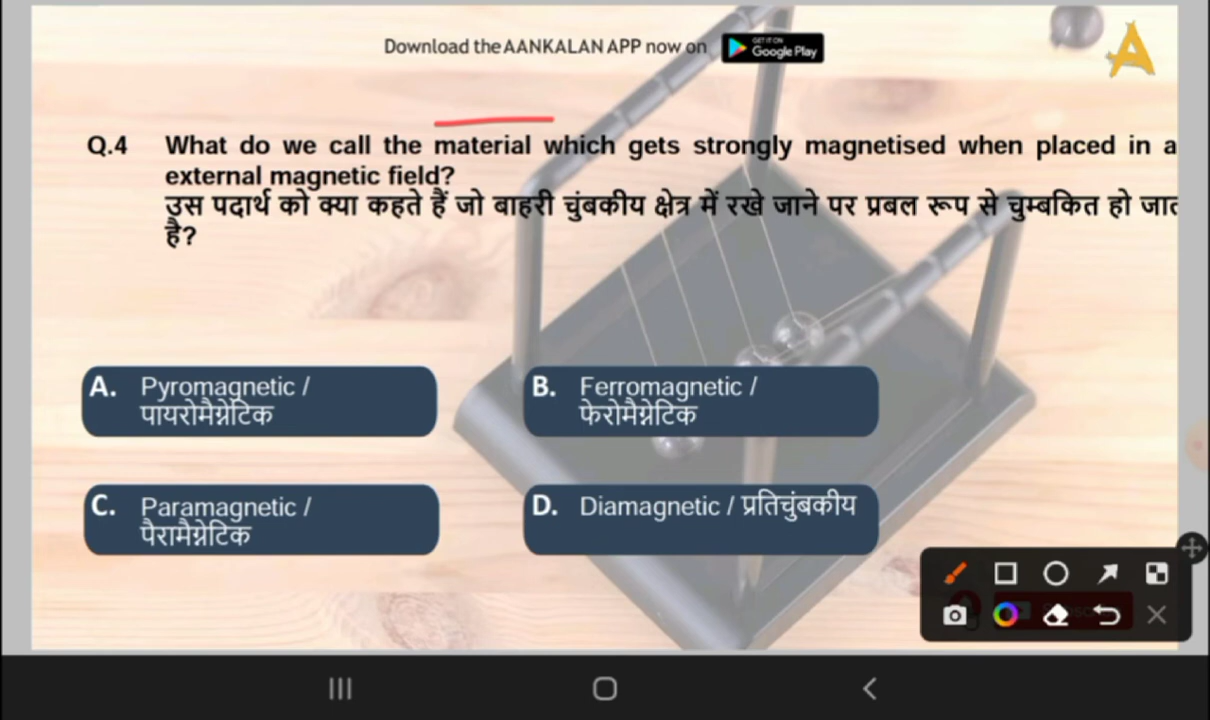 Download the AANKALAN APP now on
GET IT ON
Google Play
A
Q.4 What do we call the material which gets strongly magnetised when placed in a
external magnetic field?
उस पदार्थ को क्या कहते हैं जो बाहरी चुंबकीय क्षेत्र में रखे जाने पर प्रबल रूप से चुम्बकित हो जात
है?
A. Pyromagnetic /
पायरोमैग्नेटिक
B. Ferromagnetic /
फेरोमैग्नेटिक
C. Paramagnetic /
पैरामैग्नेटिक
D. Diamagnetic / प्रतिचुंबकीय